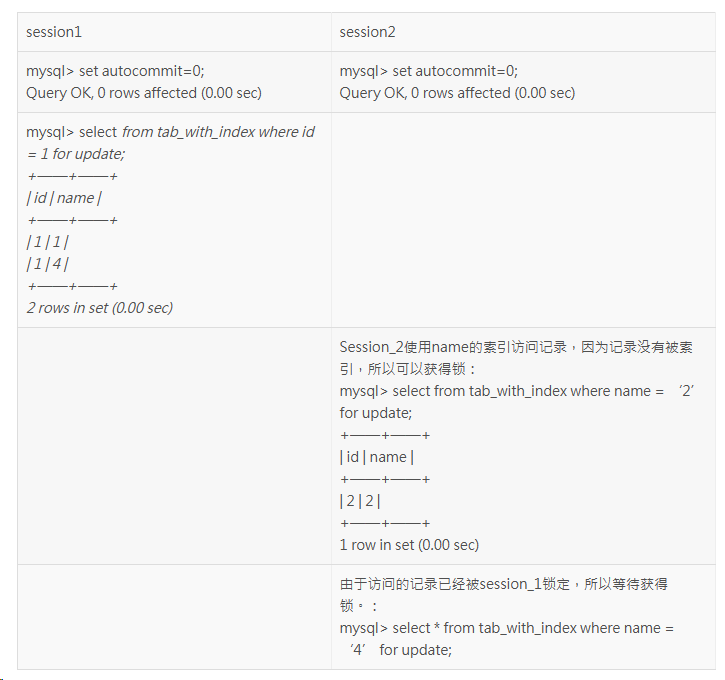 session1
session2
mysql> set autocommit=0;
Query OK, 0 rows affected (0.00 sec)
mysql> set autocommit=0;
Query OK, 0 rows affected (0.00 sec)
mysql> select from tab_with_index where id
= 1 for update;
+——+——+
| id | name |
+——+——+
| 1 | 1 |
| 1 | 4 |
+——+——+
2 rows in set (0.00 sec)
Session_2使用name的索引访问记录，因为记录没有被索
引，所以可以获得锁：
mysql> select from tab_with_index where name = ‘2’
for update;
+——+——+
| id | name |
+——+——+
| 2 | 2 |
+——+——+
1 row in set (0.00 sec)
由于访问的记录已经被session_1锁定，所以等待获得
锁。：
mysql> select * from tab_with_index where name =
‘4’ for update;